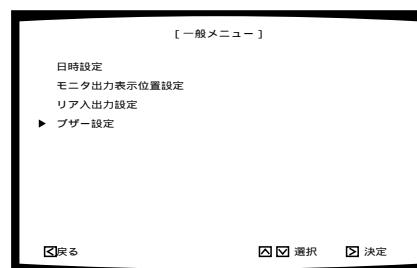 [一般メニュー]
日時設定
モニタ出力表示位置設定
リア入出力設定
▶ ブザー設定
戻る 選択 決定